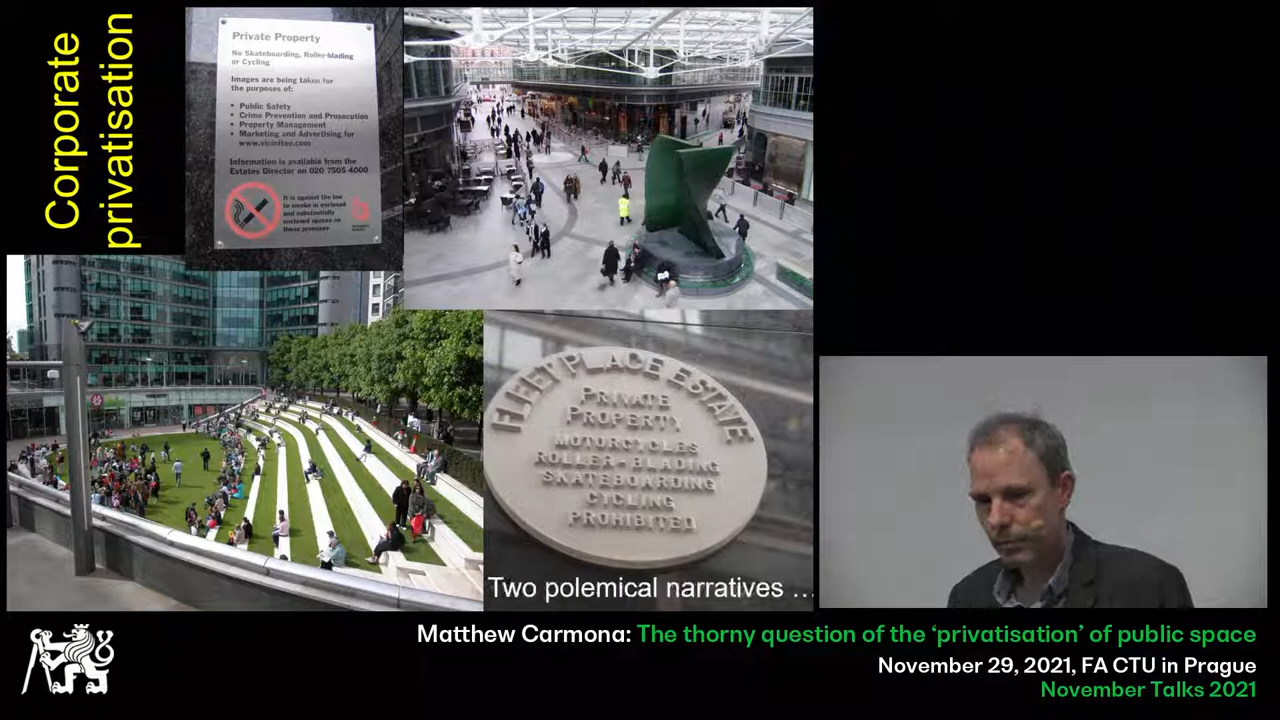 Corporate
privatisation
Private Property
No Skateboarding, Roller-blading
or Cycling
Images are being taken for
the purposes of:
• Public Safety
• Crime Prevention and Prosecution
• Property Management
• Marketing and Advertising for
www.vicinitee.com
Information is available from the
Estates Director on 020 7505 4000
It is against the law
to smoke in enclosed
and substantially
enclosed spaces on
these premises
FLEET PLACE ESTATE
PRIVATE
PROPERTY
MOTORCYCLES
ROLLER-BLADING
SKATEBOARDING
CYCLING
PROHIBITED
Two polemical narratives …
Matthew Carmona: The thorny question of the ‘privatisation’ of public space
November 29, 2021, FA CTU in Prague
November Talks 2021